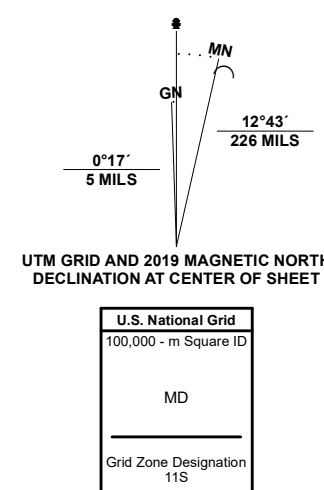 MN
GN
12°43´
226 MILS
0°17´
5 MILS
UTM GRID AND 2019 MAGNETIC NORTH
DECLINATION AT CENTER OF SHEET
U.S. National Grid
100,000 - m Square ID
MD
Grid Zone Designation
11S